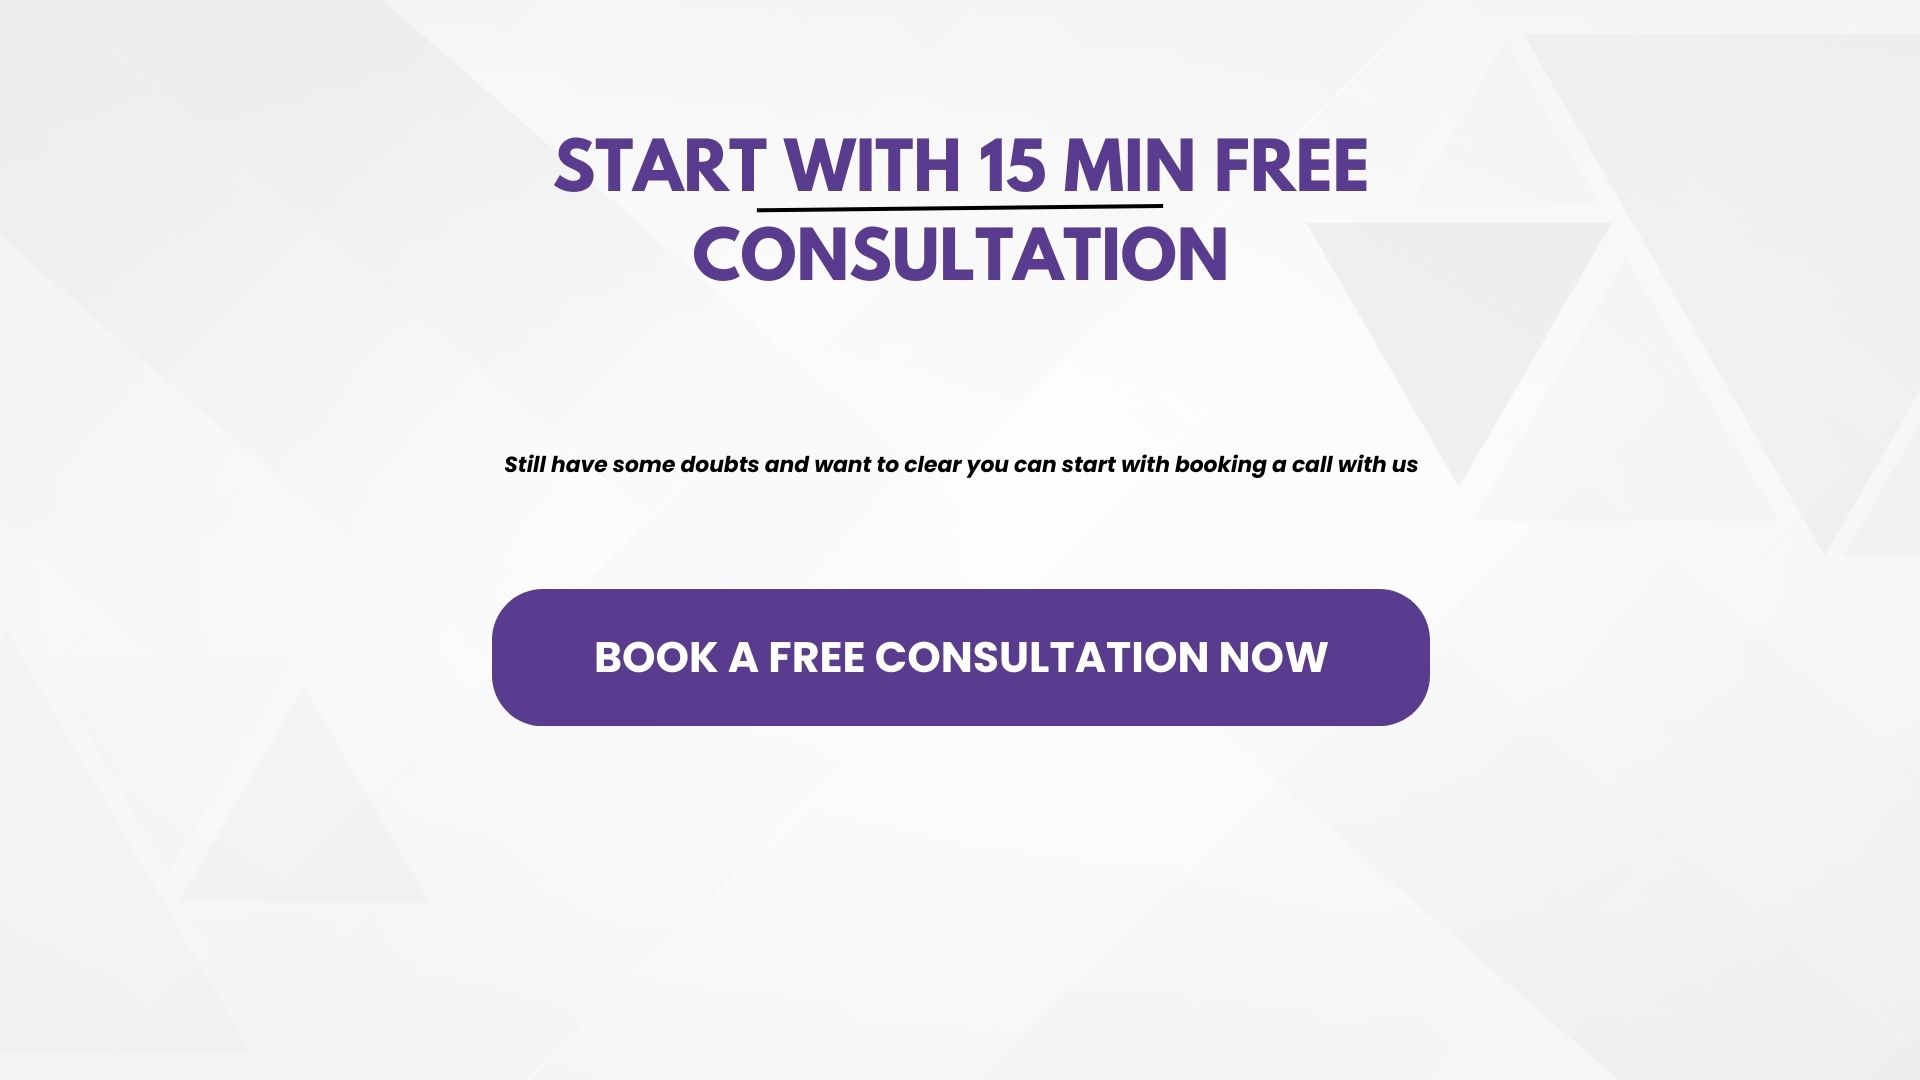 START WITH 15 MIN FREE
CONSULTATION
Still have some doubts and want to clear you can start with booking a call with us
BOOK A FREE CONSULTATION NOW